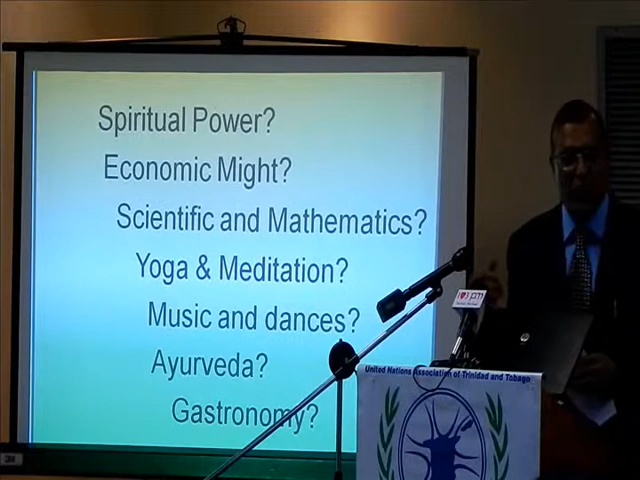 Spiritual Power?
Economic Might?
Scientific and Mathematics?
Yoga & Meditation?
Music and dances?
Ayurveda?
Gastronomy?
United Nations Association of Trinidad and Tobago
3M